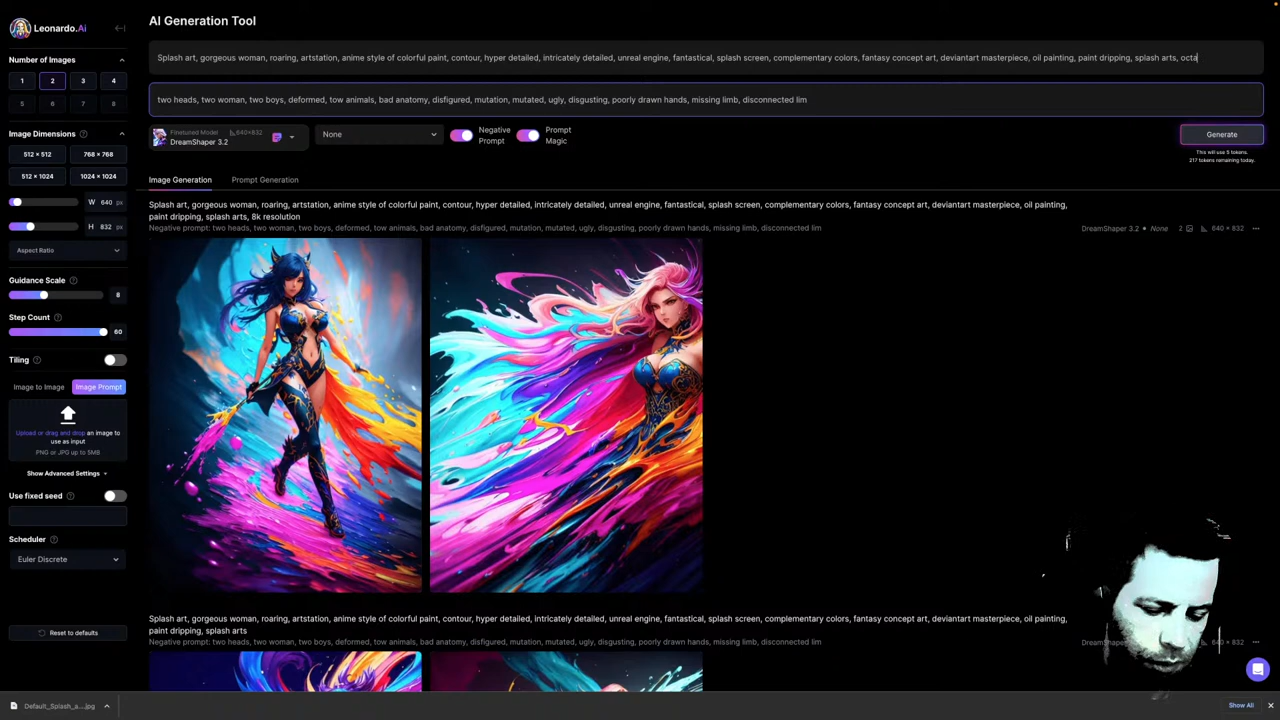 Leonardo.Ai
AI Generation Tool
Number of Images
1 2 3 4
5 6 7 8
Image Dimensions
512 × 512 768 × 768
512 × 1024 1024 × 1024
W 640 px
H 832 px
Aspect Ratio
Guidance Scale
8
Step Count
60
Tiling
Image to Image Image Prompt
Upload or drag and drop an image to
use as input
PNG or JPG up to 5MB
Show Advanced Settings
Use fixed seed
Scheduler
Euler Discrete
Reset to defaults
Splash art, gorgeous woman, roaring, artstation, anime style of colorful paint, contour, hyper detailed, intricately detailed, unreal engine, fantastical, splash screen, complementary colors, fantasy concept art, deviantart masterpiece, oil painting, paint dripping, splash arts, octa
two heads, two woman, two boys, deformed, tow animals, bad anatomy, disfigured, mutation, mutated, ugly, disgusting, poorly drawn hands, missing limb, disconnected lim
Finetuned Model 640×832
DreamShaper 3.2
None
Negative
Prompt
Prompt
Magic
Generate
This will use 5 tokens.
217 tokens remaining today.
Image Generation Prompt Generation
Splash art, gorgeous woman, roaring, artstation, anime style of colorful paint, contour, hyper detailed, intricately detailed, unreal engine, fantastical, splash screen, complementary colors, fantasy concept art, deviantart masterpiece, oil painting,
paint dripping, splash arts, 8k resolution
Negative prompt: two heads, two woman, two boys, deformed, tow animals, bad anatomy, disfigured, mutation, mutated, ugly, disgusting, poorly drawn hands, missing limb, disconnected lim
DreamShaper 3.2 None 2 640 × 832
Splash art, gorgeous woman, roaring, artstation, anime style of colorful paint, contour, hyper detailed, intricately detailed, unreal engine, fantastical, splash screen, complementary colors, fantasy concept art, deviantart masterpiece, oil painting,
paint dripping, splash arts
Negative prompt: two heads, two woman, two boys, deformed, tow animals, bad anatomy, disfigured, mutation, mutated, ugly, disgusting, poorly drawn hands, missing limb, disconnected lim
640 × 832
Default_Splash_a....jpg
Show All